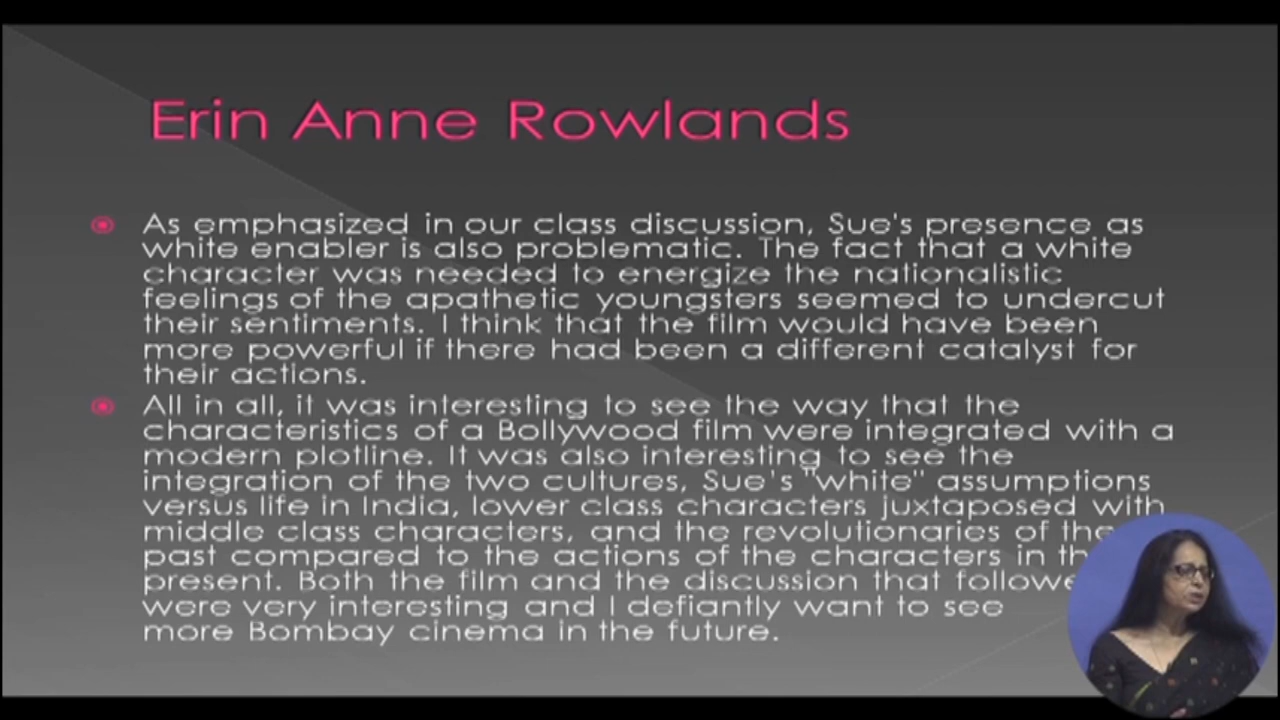 Erin Anne Rowlands
As emphasized in our class discussion, Sue's presence as
white enabler is also problematic. The fact that a white
character was needed to energize the nationalistic
feelings of the apathetic youngsters seemed to undercut
their sentiments. I think that the film would have been
more powerful if there had been a different catalyst for
their actions.
All in all, it was interesting to see the way that the
characteristics of a Bollywood film were integrated with a
modern plotline. It was also interesting to see the
integration of the two cultures, Sue's "white" assumptions
versus life in India, lower class characters juxtaposed with
middle class characters, and the revolutionaries of the
past compared to the actions of the characters in th
present. Both the film and the discussion that followe
were very interesting and I defiantly want to see
more Bombay cinema in the future.